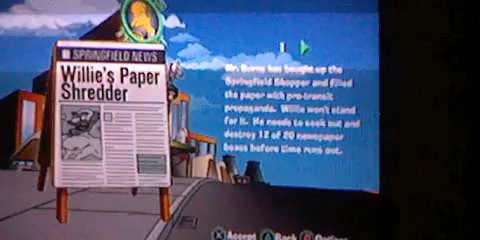 SPRINGFIELD NEWS
Willie's Paper
Shredder
1
Mr. Burns has bought up the
Springfield Shopper and filled
the paper with pro-transit
propaganda. Willie won't stand
for it. He needs to seek out and
destroy 12 of 20 newspaper
boxes before time runs out.
Accept Back Options